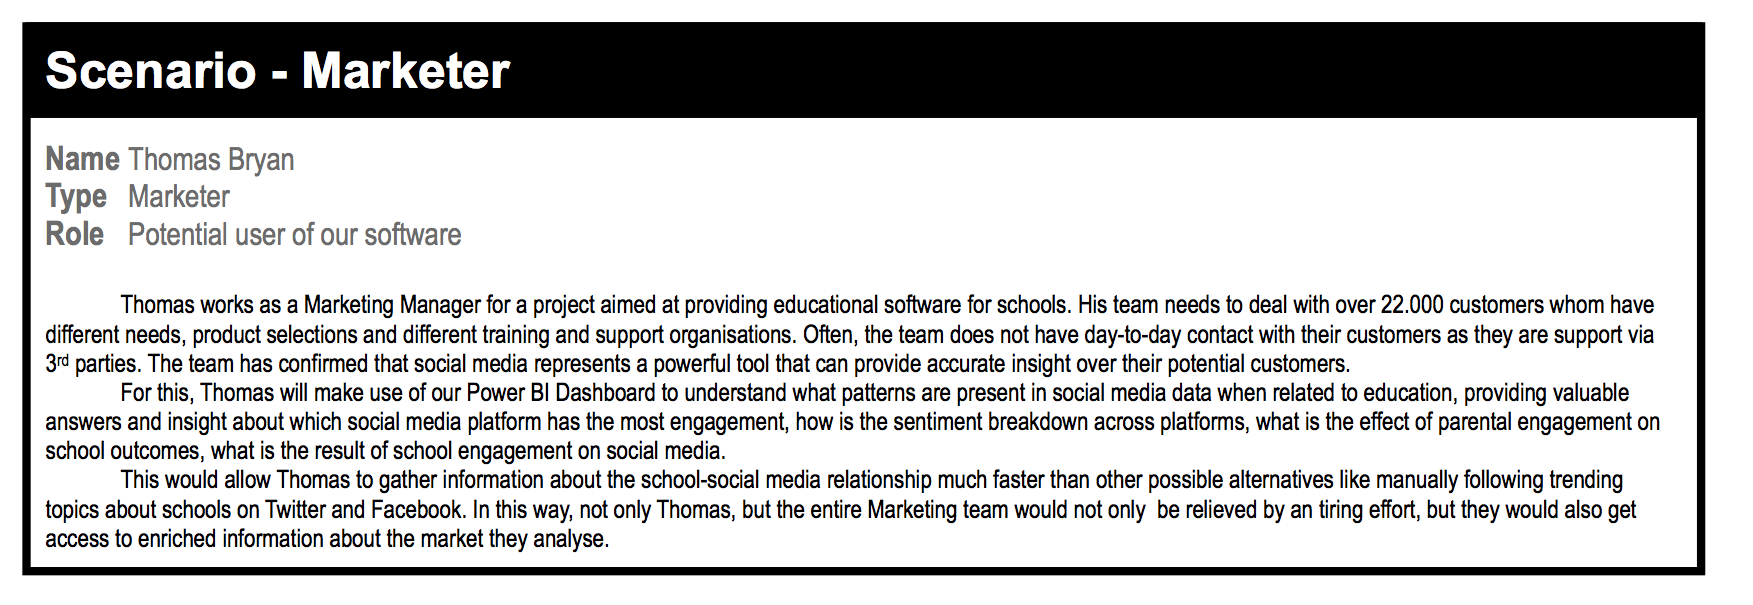 Scenario - Marketer
Name Thomas Bryan
Type Marketer
Role Potential user of our software
Thomas works as a Marketing Manager for a project aimed at providing educational software for schools. His team needs to deal with over 22.000 customers whom have
different needs, product selections and different training and support organisations. Often, the team does not have day-to-day contact with their customers as they are support via
3rd parties. The team has confirmed that social media represents a powerful tool that can provide accurate insight over their potential customers.
For this, Thomas will make use of our Power BI Dashboard to understand what patterns are present in social media data when related to education, providing valuable
answers and insight about which social media platform has the most engagement, how is the sentiment breakdown across platforms, what is the effect of parental engagement on
school outcomes, what is the result of school engagement on social media.
This would allow Thomas to gather information about the school-social media relationship much faster than other possible alternatives like manually following trending
topics about schools on Twitter and Facebook. In this way, not only Thomas, but the entire Marketing team would not only  be relieved by an tiring effort, but they would also get
access to enriched information about the market they analyse.